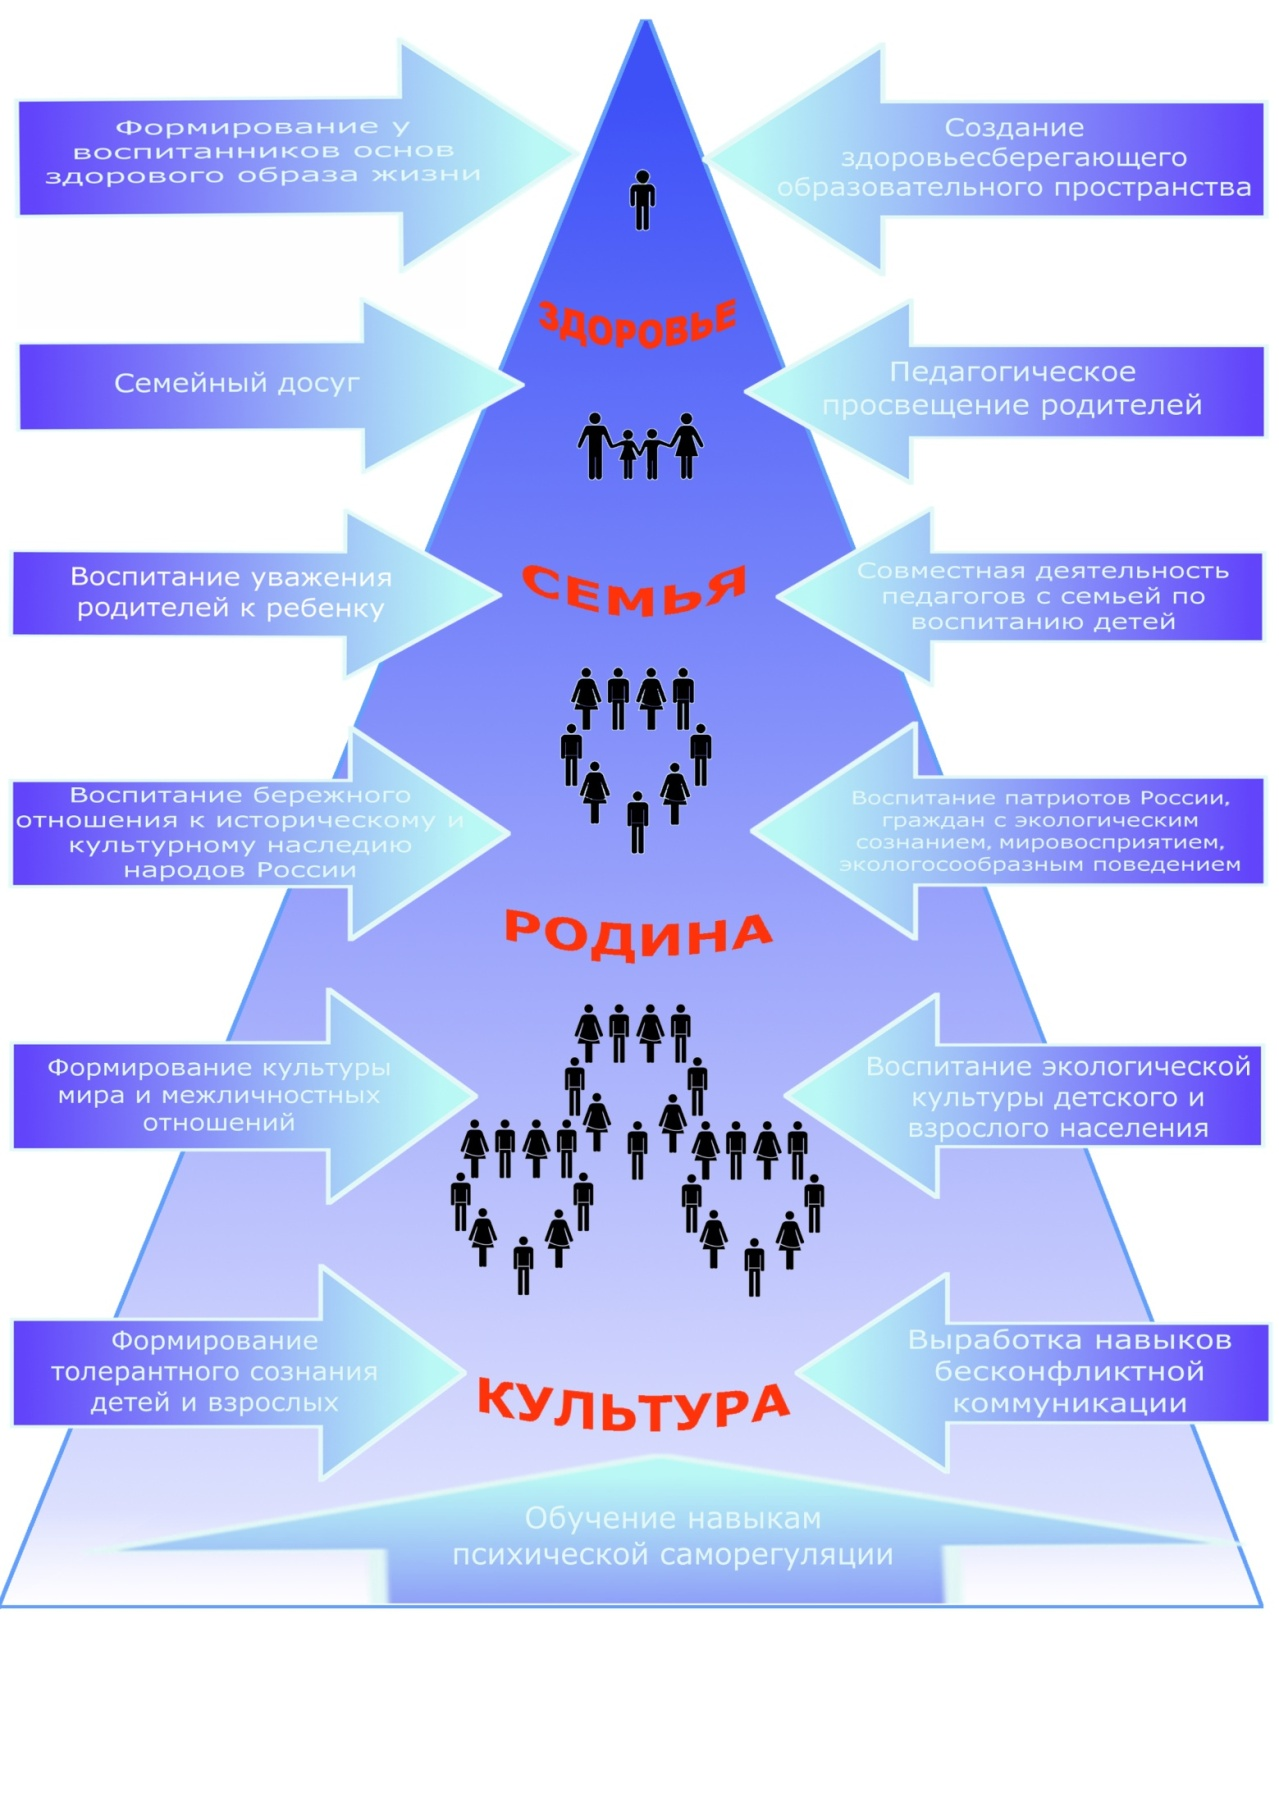 Формирование у
воспитанников основ
здорового образа жизни
Создание
здоровьесберегающего
образовательного пространства
ЗДОРОВЬЕ
Семейный досуг
Педагогическое
просвещение родителей
Воспитание уважения
родителей к ребенку
СЕМЬЯ
Совместная деятельность
педагогов с семьей по
воспитанию детей
Воспитание бережного
отношения к историческому и
культурному наследию
народов России
Воспитание патриотов России,
граждан с экологическим
сознанием, мировосприятием,
экологосообразным поведением
РОДИНА
Формирование культуры
мира и межличностных
отношений
Воспитание экологической
культуры детского и
взрослого населения
Формирование
толерантного сознания
детей и взрослых
КУЛЬТУРА
Выработка навыков
бесконфликтной
коммуникации
Обучение навыкам
психической саморегуляции